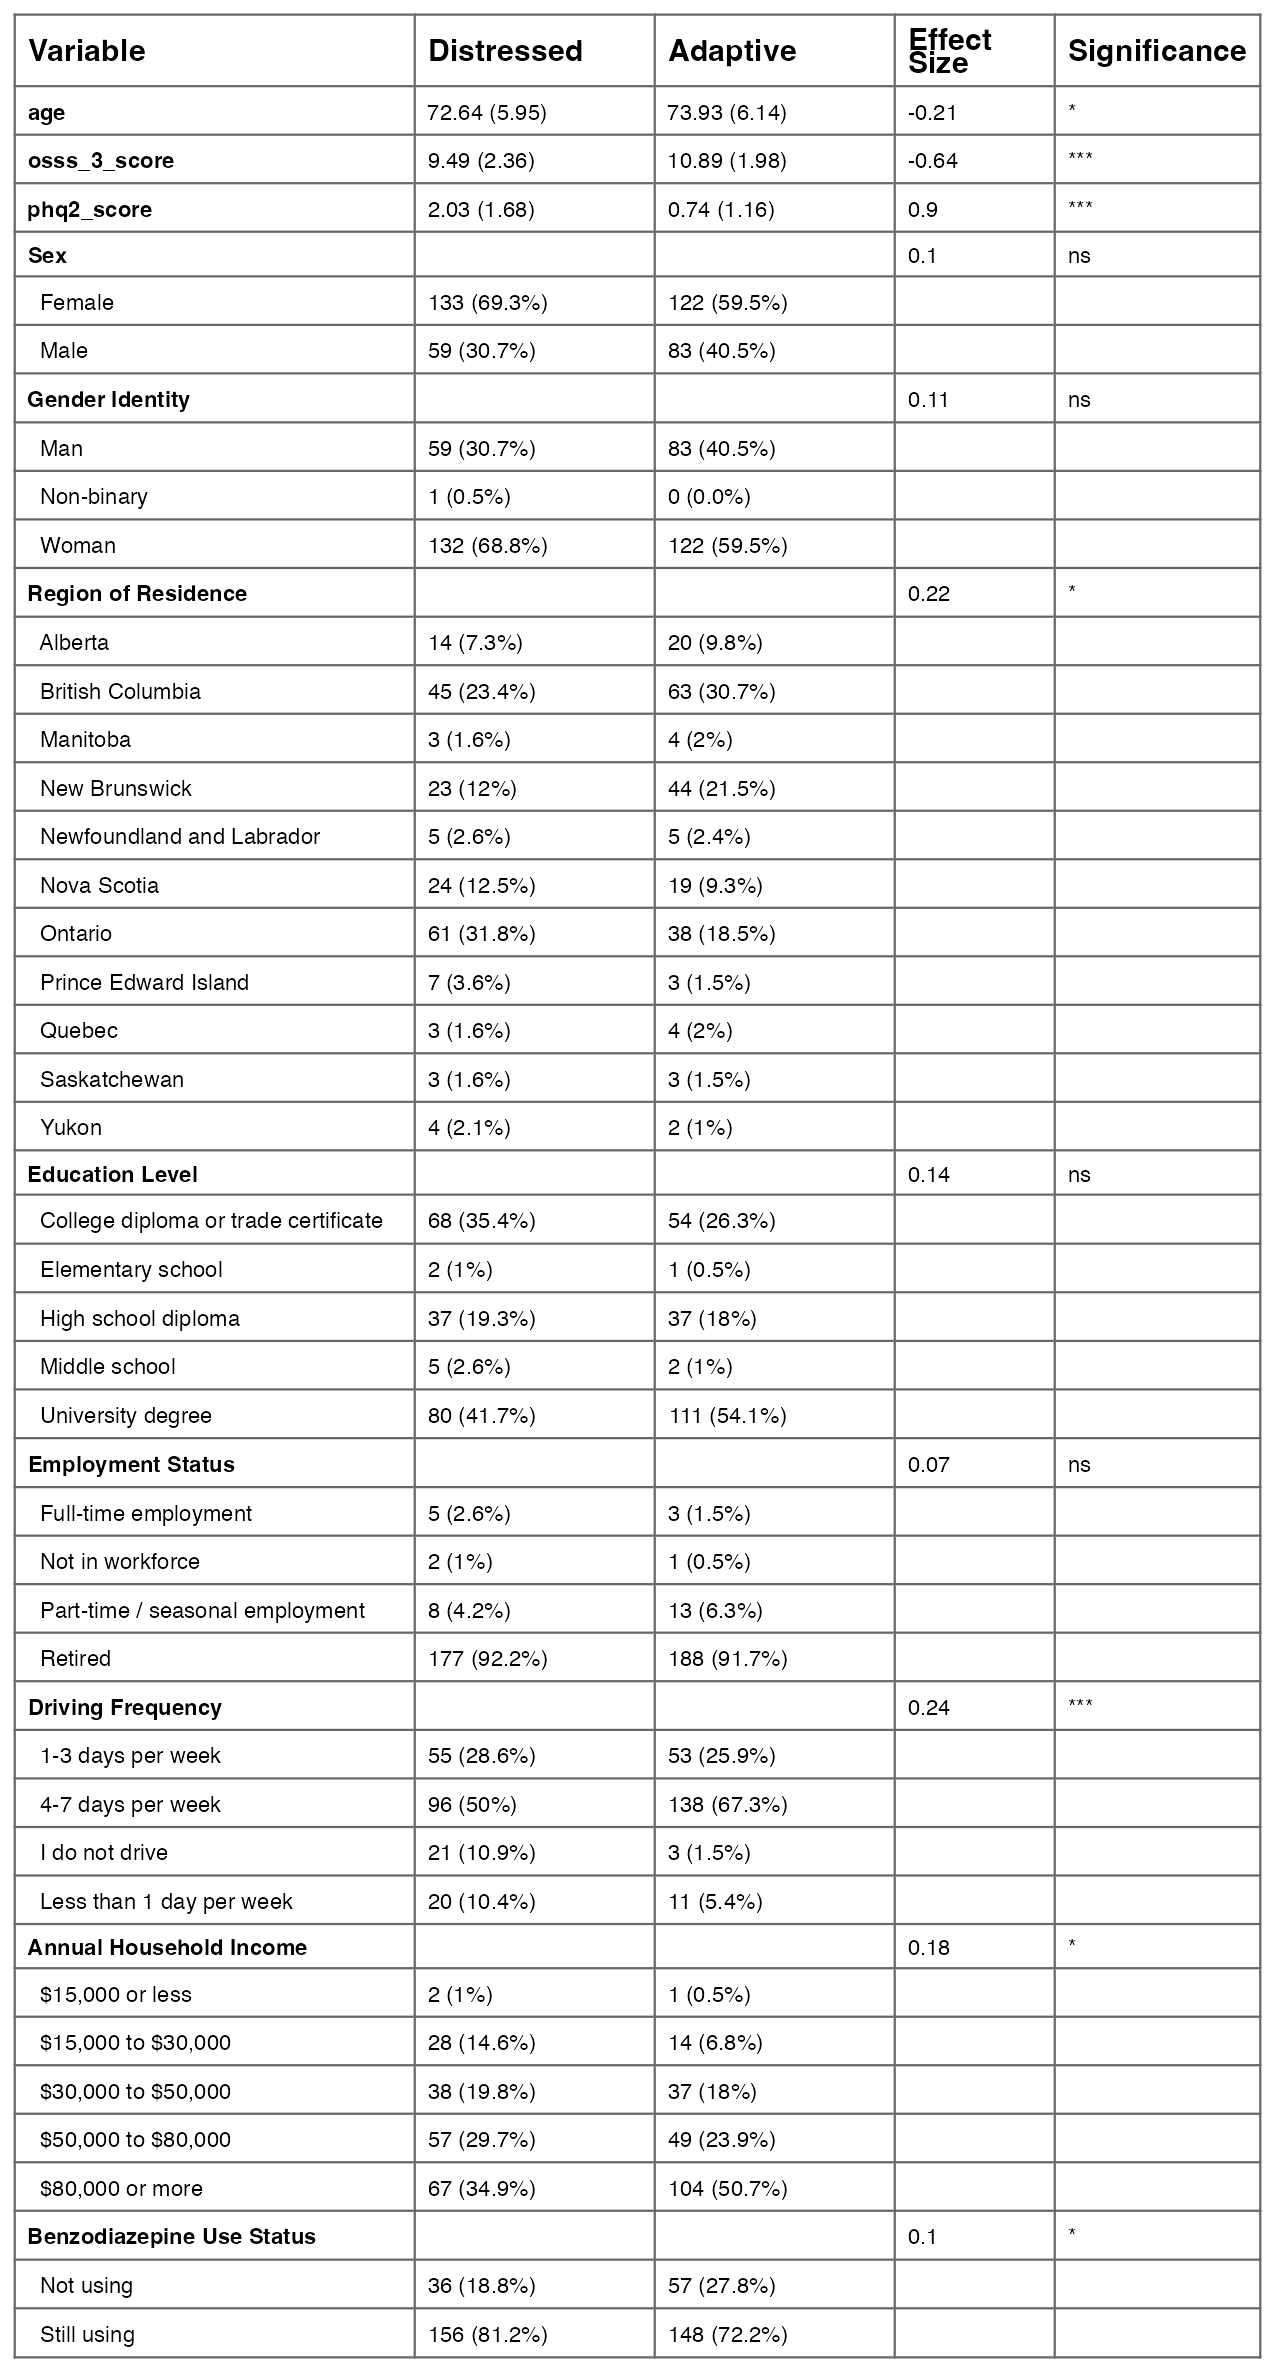 Variable Distressed Adaptive Effect Size Significance
age 72.64 (5.95) 73.93 (6.14) -0.21 *
osss_3_score 9.49 (2.36) 10.89 (1.98) -0.64 ***
phq2_score 2.03 (1.68) 0.74 (1.16) 0.9 ***
Sex 0.1 ns
Female 133 (69.3%) 122 (59.5%)
Male 59 (30.7%) 83 (40.5%)
Gender Identity 0.11 ns
Man 59 (30.7%) 83 (40.5%)
Non-binary 1 (0.5%) 0 (0.0%)
Woman 132 (68.8%) 122 (59.5%)
Region of Residence 0.22 *
Alberta 14 (7.3%) 20 (9.8%)
British Columbia 45 (23.4%) 63 (30.7%)
Manitoba 3 (1.6%) 4 (2%)
New Brunswick 23 (12%) 44 (21.5%)
Newfoundland and Labrador 5 (2.6%) 5 (2.4%)
Nova Scotia 24 (12.5%) 19 (9.3%)
Ontario 61 (31.8%) 38 (18.5%)
Prince Edward Island 7 (3.6%) 3 (1.5%)
Quebec 3 (1.6%) 4 (2%)
Saskatchewan 3 (1.6%) 3 (1.5%)
Yukon 4 (2.1%) 2 (1%)
Education Level 0.14 ns
College diploma or trade certificate 68 (35.4%) 54 (26.3%)
Elementary school 2 (1%) 1 (0.5%)
High school diploma 37 (19.3%) 37 (18%)
Middle school 5 (2.6%) 2 (1%)
University degree 80 (41.7%) 111 (54.1%)
Employment Status 0.07 ns
Full-time employment 5 (2.6%) 3 (1.5%)
Not in workforce 2 (1%) 1 (0.5%)
Part-time / seasonal employment 8 (4.2%) 13 (6.3%)
Retired 177 (92.2%) 188 (91.7%)
Driving Frequency 0.24 ***
1-3 days per week 55 (28.6%) 53 (25.9%)
4-7 days per week 96 (50%) 138 (67.3%)
I do not drive 21 (10.9%) 3 (1.5%)
Less than 1 day per week 20 (10.4%) 11 (5.4%)
Annual Household Income 0.18 *
$15,000 or less 2 (1%) 1 (0.5%)
$15,000 to $30,000 28 (14.6%) 14 (6.8%)
$30,000 to $50,000 38 (19.8%) 37 (18%)
$50,000 to $80,000 57 (29.7%) 49 (23.9%)
$80,000 or more 67 (34.9%) 104 (50.7%)
Benzodiazepine Use Status 0.1 *
Not using 36 (18.8%) 57 (27.8%)
Still using 156 (81.2%) 148 (72.2%)